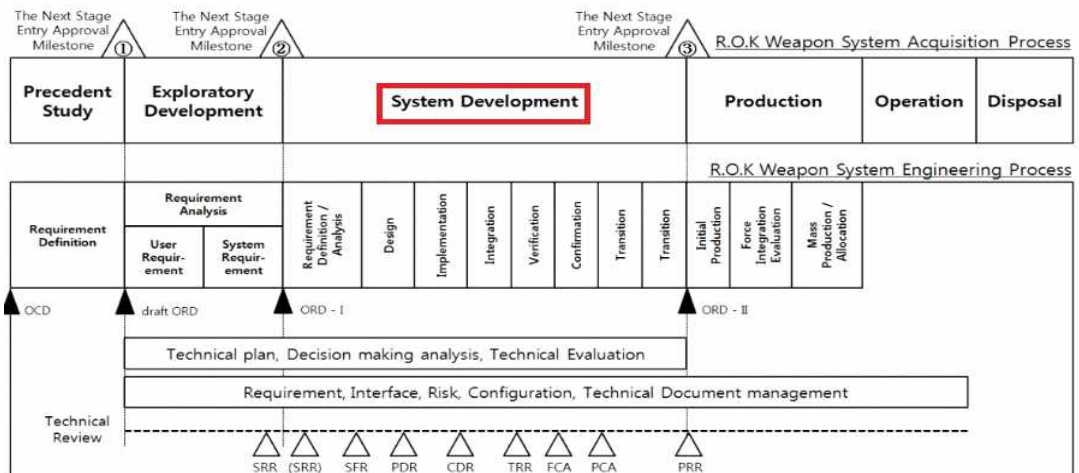 The Next Stage
Entry Approval
Milestone
①
The Next Stage
Entry Approval
Milestone
②
The Next Stage
Entry Approval
Milestone
③
R.O.K Weapon System Acquisition Process
Precedent
Study
Exploratory
Development
System Development
Production
Operation
Disposal
R.O.K Weapon System Engineering Process
Requirement
Definition
Requirement
Analysis
User
Requir-
ement
System
Requir-
ement
Requirement
Definition /
Analysis
Design
Implementation
Integration
Verification
Confirmation
Transition
Transition
Initial
Production
Force
Integration
Evaluation
Mass
Production /
Allocation
OCD
draft ORD
ORD - I
ORD - II
Technical plan, Decision making analysis, Technical Evaluation
Requirement, Interface, Risk, Configuration, Technical Document management
Technical
Review
SRR
(SRR)
SFR
PDR
CDR
TRR
FCA
PCA
PRR